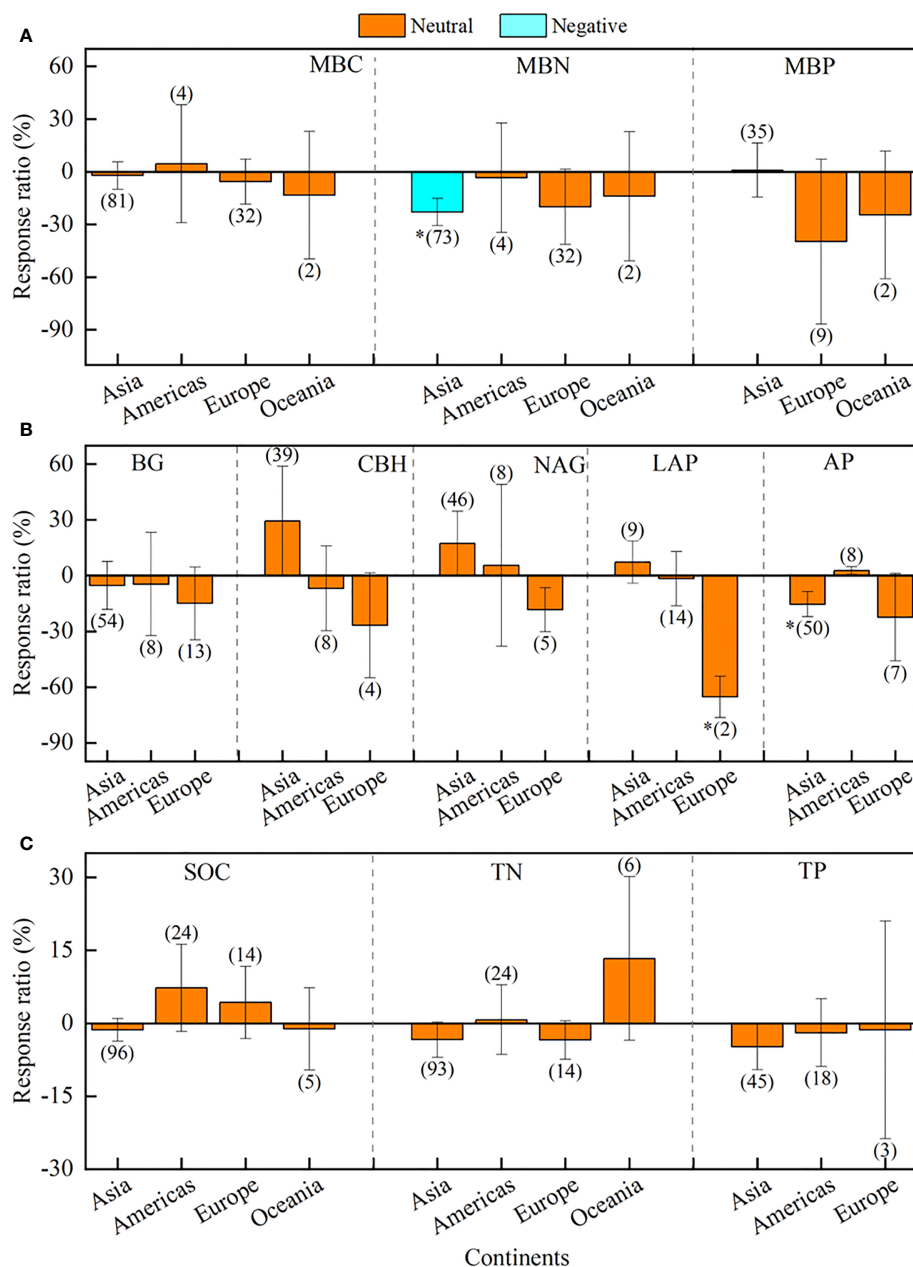 Neutral Negative
A
MBC MBN MBP
Response ratio (%)
60
30
0
-30
-60
-90
(81) (4) (32) (2) *(73) (4) (32) (2) (35) (9) (2)
Asia Americas Europe Oceania Asia Americas Europe Oceania Asia Europe Oceania
B
BG CBH NAG LAP AP
Response ratio (%)
60
30
0
-30
-60
-90
(54) (8) (13) (39) (8) (4) (46) (8) (5) (9) (14) *(2) *(50) (8) (7)
Asia Americas Europe Asia Americas Europe Asia Americas Europe Asia Americas Europe Asia Americas Europe
C
SOC TN TP
Response ratio (%)
30
15
0
-15
-30
(96) (24) (14) (5) (93) (24) (14) (6) (45) (18) (3)
Asia Americas Europe Oceania Asia Americas Europe Oceania Asia Americas Europe
Continents